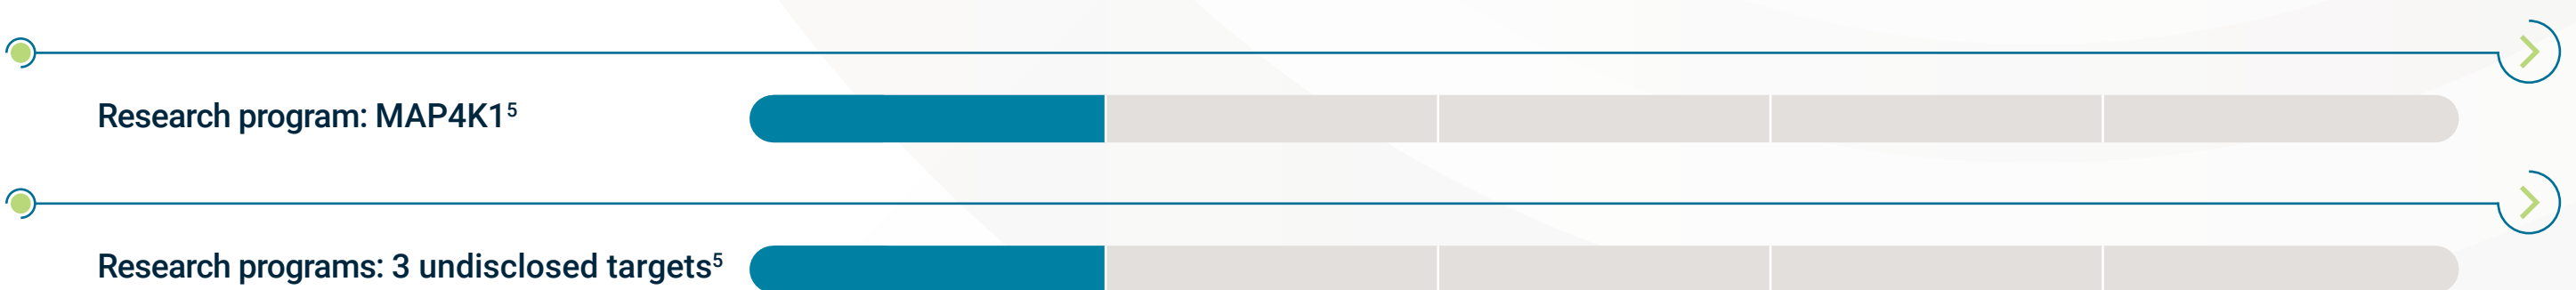 Research program: MAP4K1⁵
Research programs: 3 undisclosed targets⁵